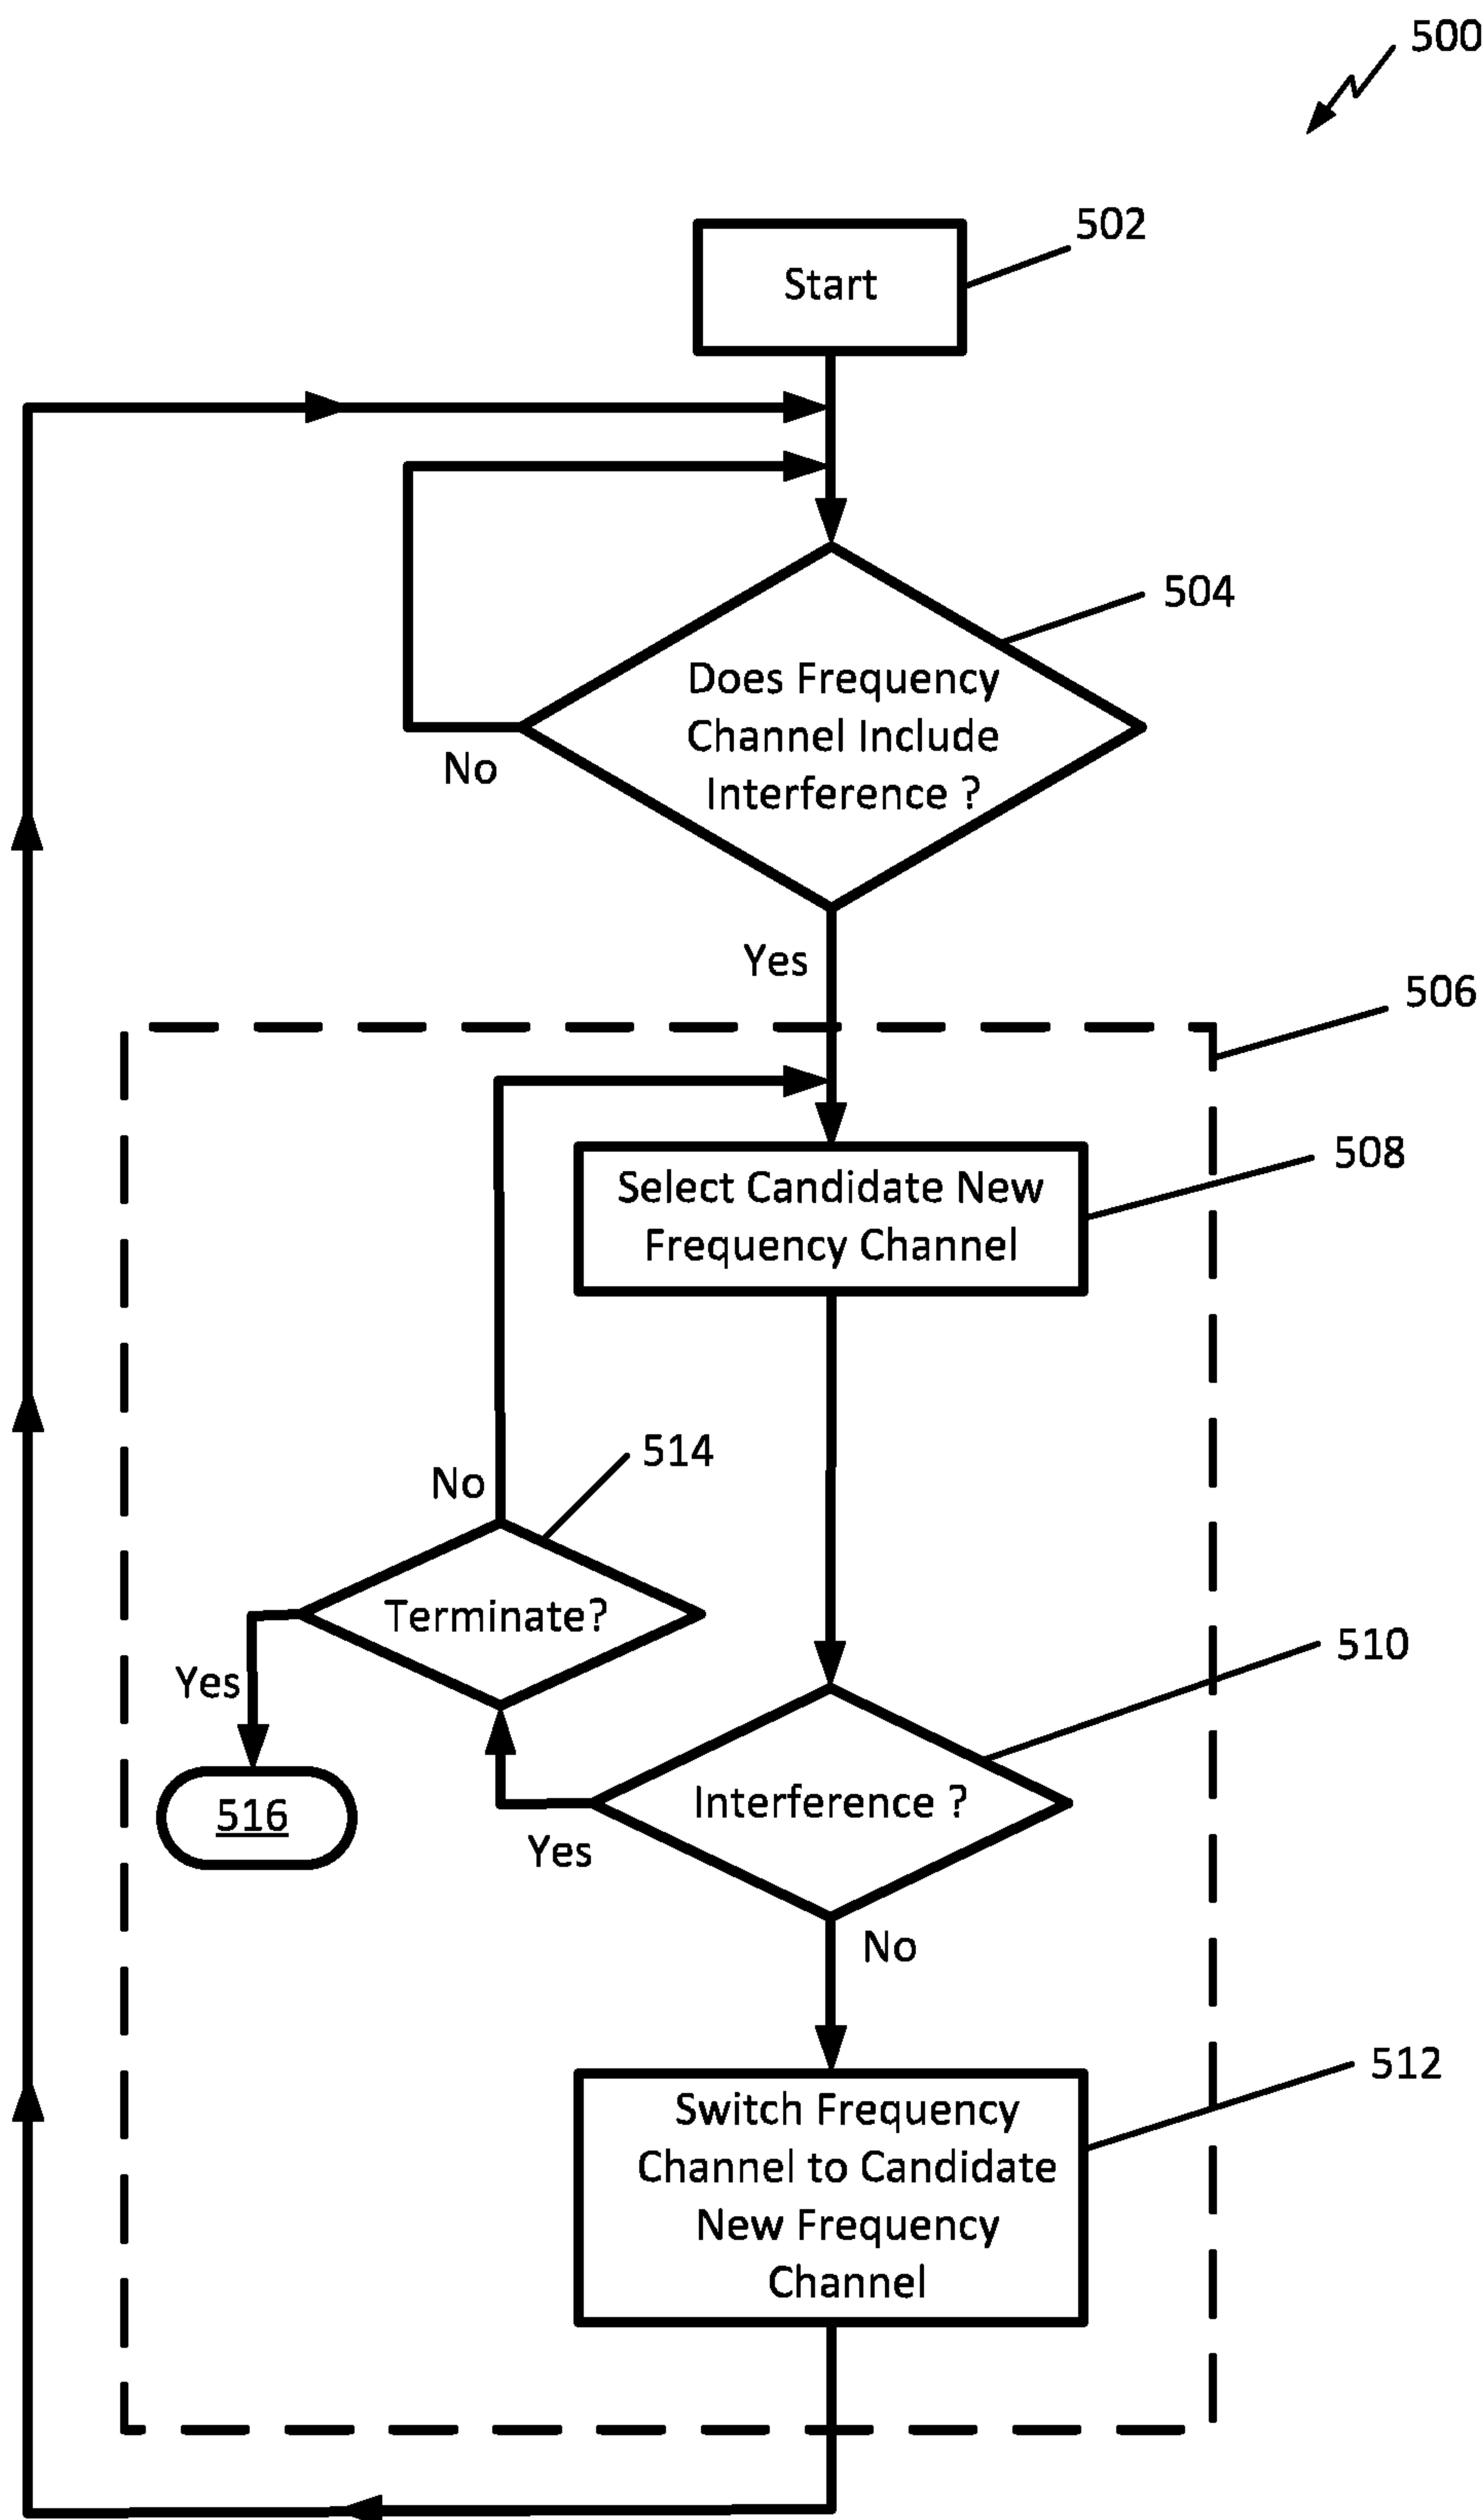 500
502
Start
504
Does Frequency
Channel Include
Interference ?
No
Yes
506
508
Select Candidate New
Frequency Channel
514
No
Terminate?
510
Yes
516
Interference ?
Yes
No
512
Switch Frequency
Channel to Candidate
New Frequency
Channel